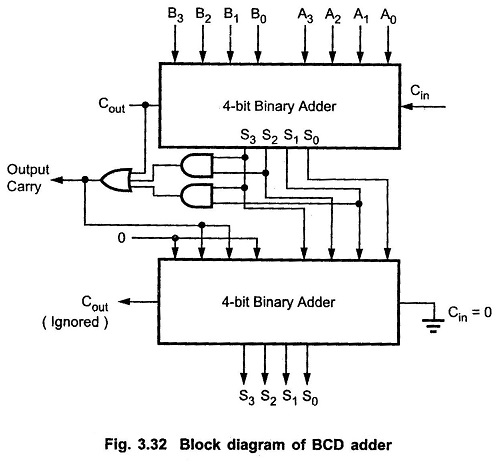 B3 B2 B1 B0 A3 A2 A1 A0
Cout
4-bit Binary Adder
Cin
S3 S2 S1 S0
Output
Carry
0
Cout
( Ignored )
4-bit Binary Adder
Cin = 0
S3 S2 S1 S0
Fig. 3.32 Block diagram of BCD adder